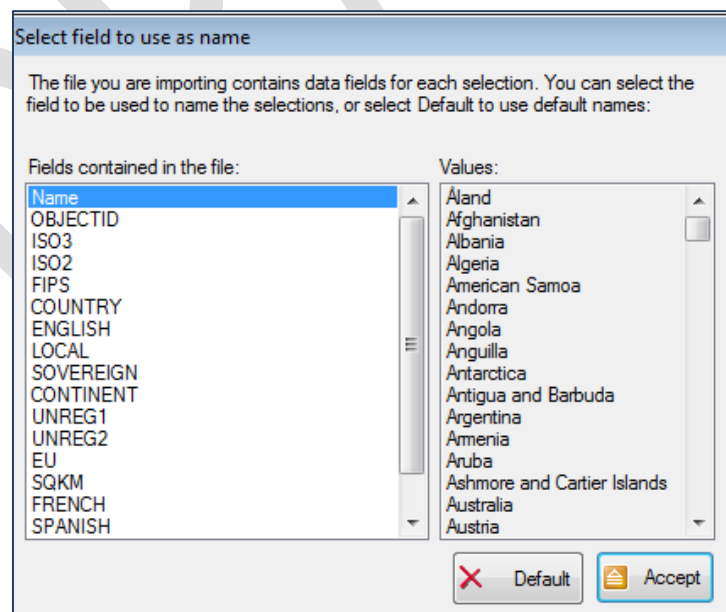 Select field to use as name
The file you are importing contains data fields for each selection. You can select the
field to be used to name the selections, or select Default to use default names:
Fields contained in the file:
Name
OBJECTID
ISO3
ISO2
FIPS
COUNTRY
ENGLISH
LOCAL
SOVEREIGN
CONTINENT
UNREG1
UNREG2
EU
SQKM
FRENCH
SPANISH
Values:
Åland
Afghanistan
Albania
Algeria
American Samoa
Andorra
Angola
Anguilla
Antarctica
Antigua and Barbuda
Argentina
Armenia
Aruba
Ashmore and Cartier Islands
Australia
Austria
Default
Accept